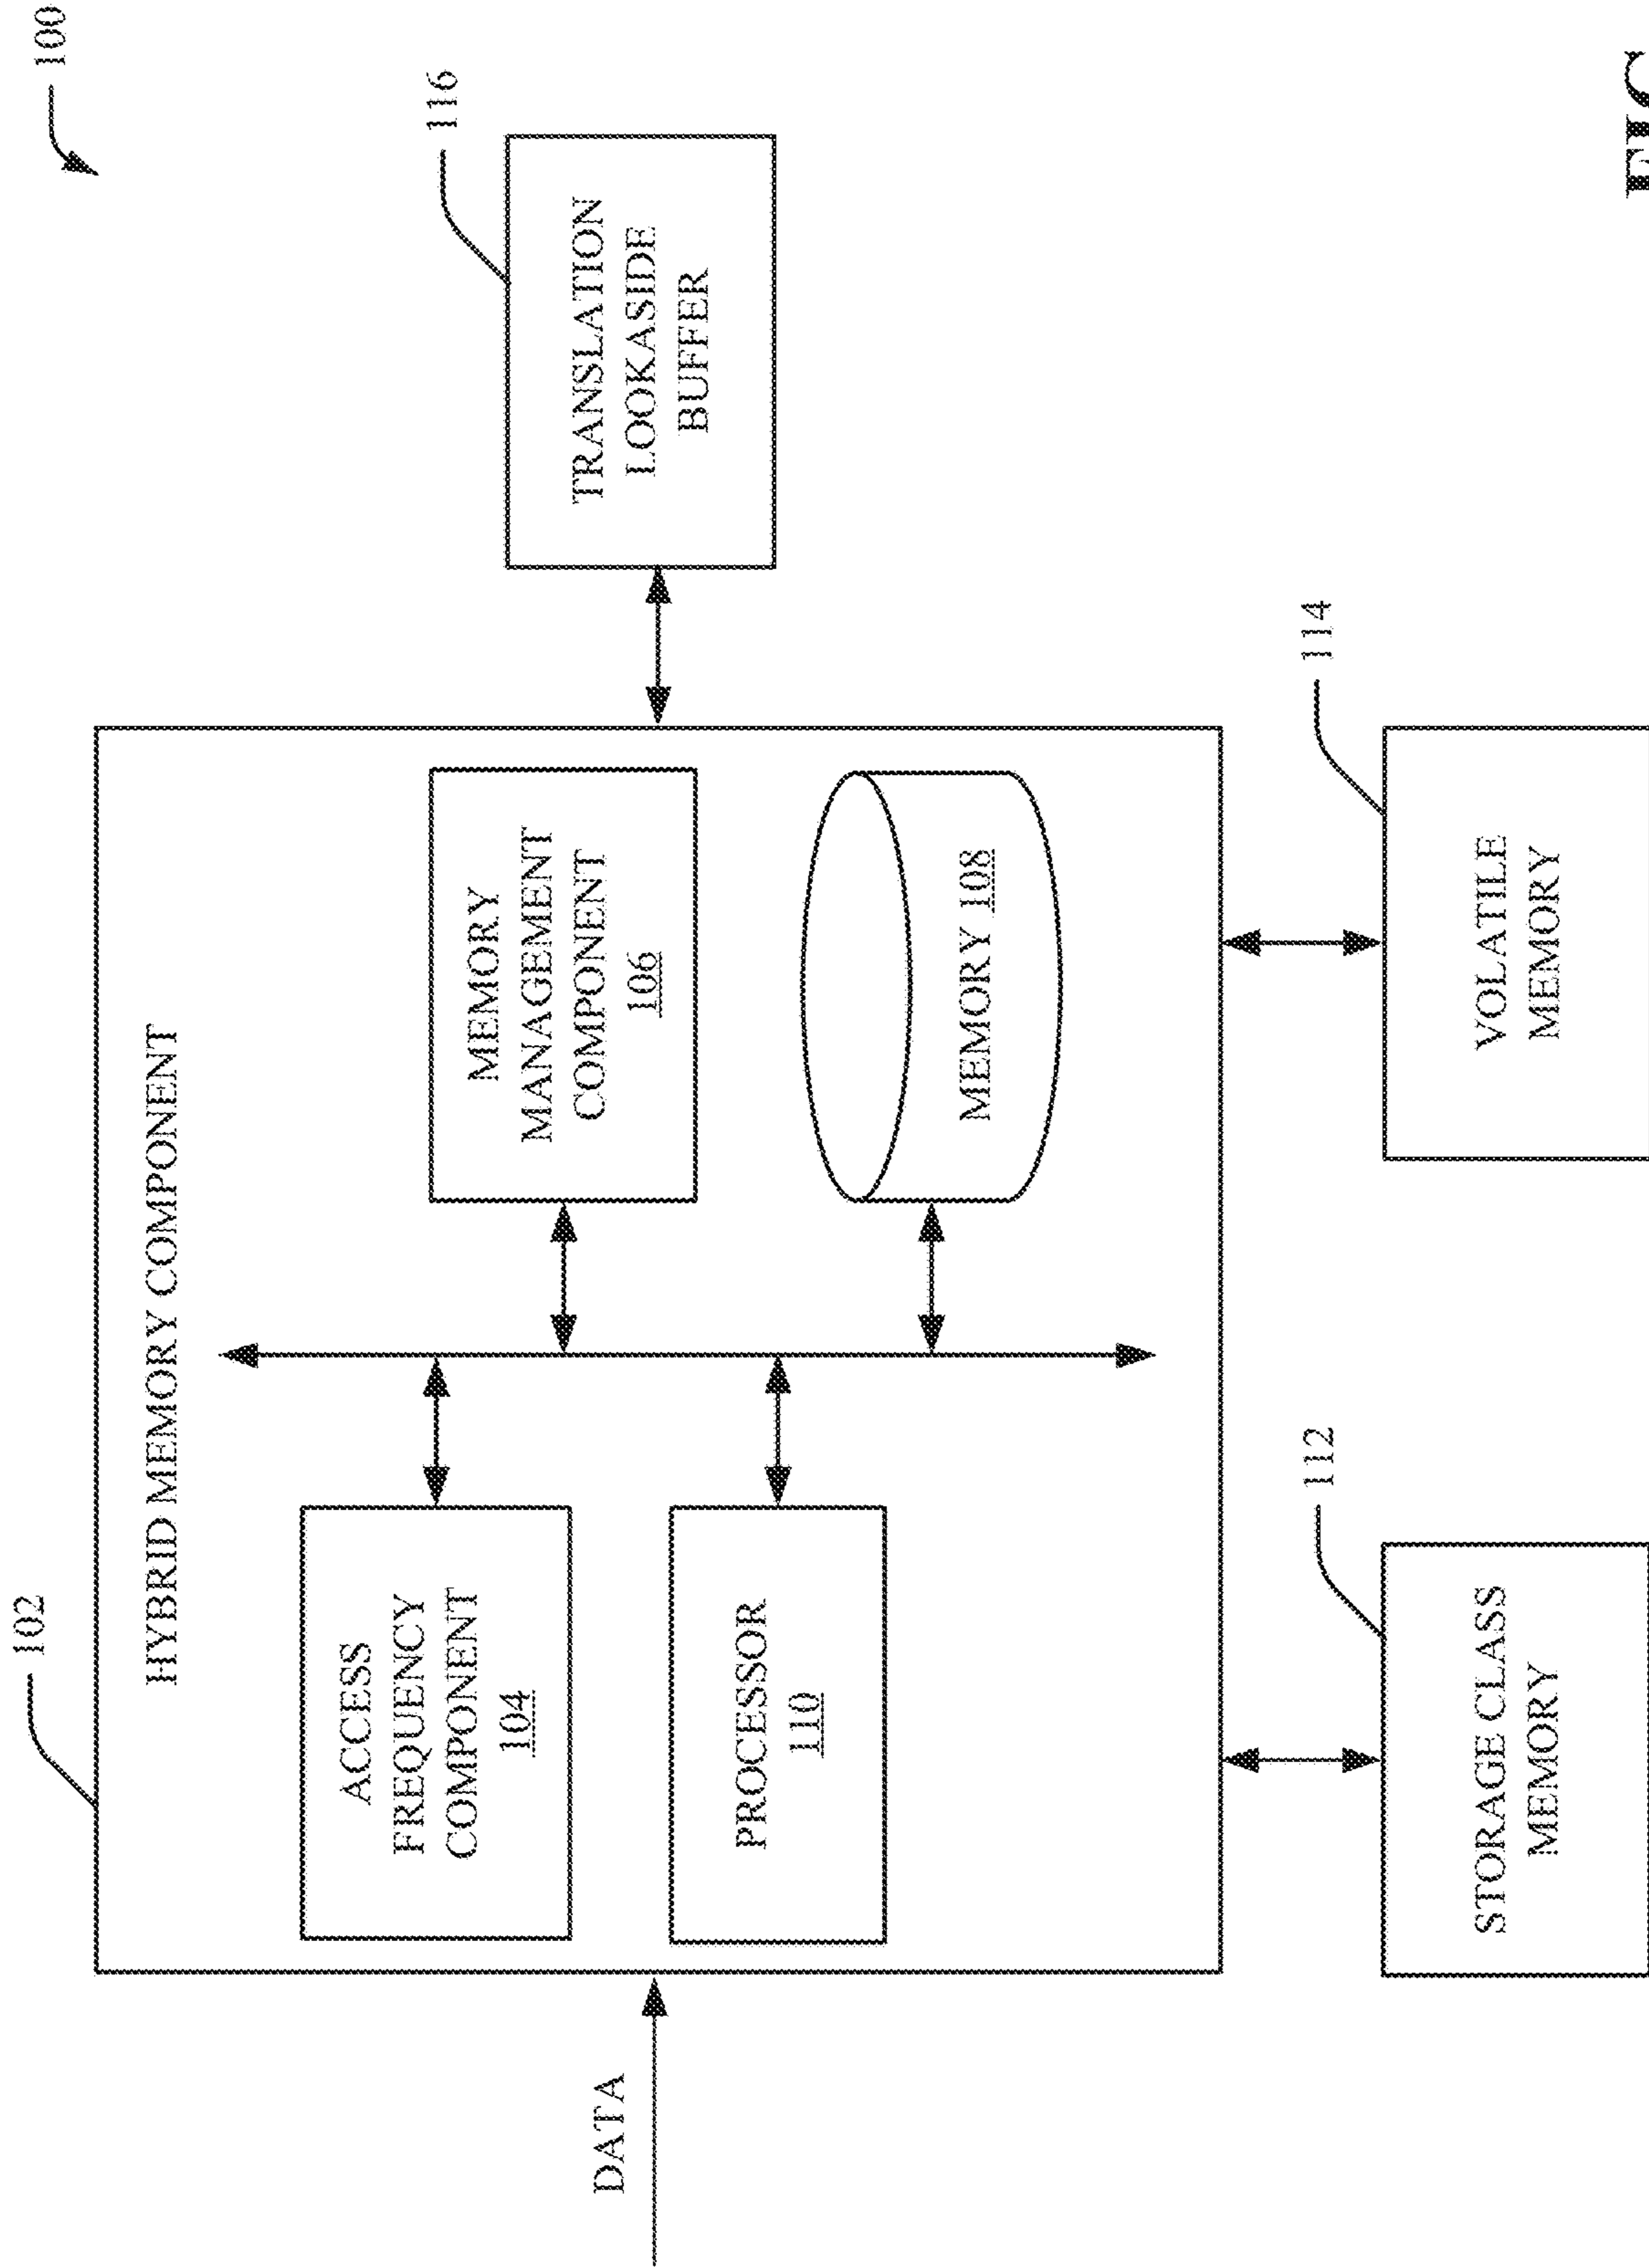 100
102
HYBRID MEMORY COMPONENT
ACCESS
FREQUENCY
COMPONENT
104
MEMORY
MANAGEMENT
COMPONENT
106
116
TRANSLATION
LOOKASIDE
BUFFER
DATA
PROCESSOR
110
MEMORY 108
112
STORAGE CLASS
MEMORY
114
VOLATILE
MEMORY